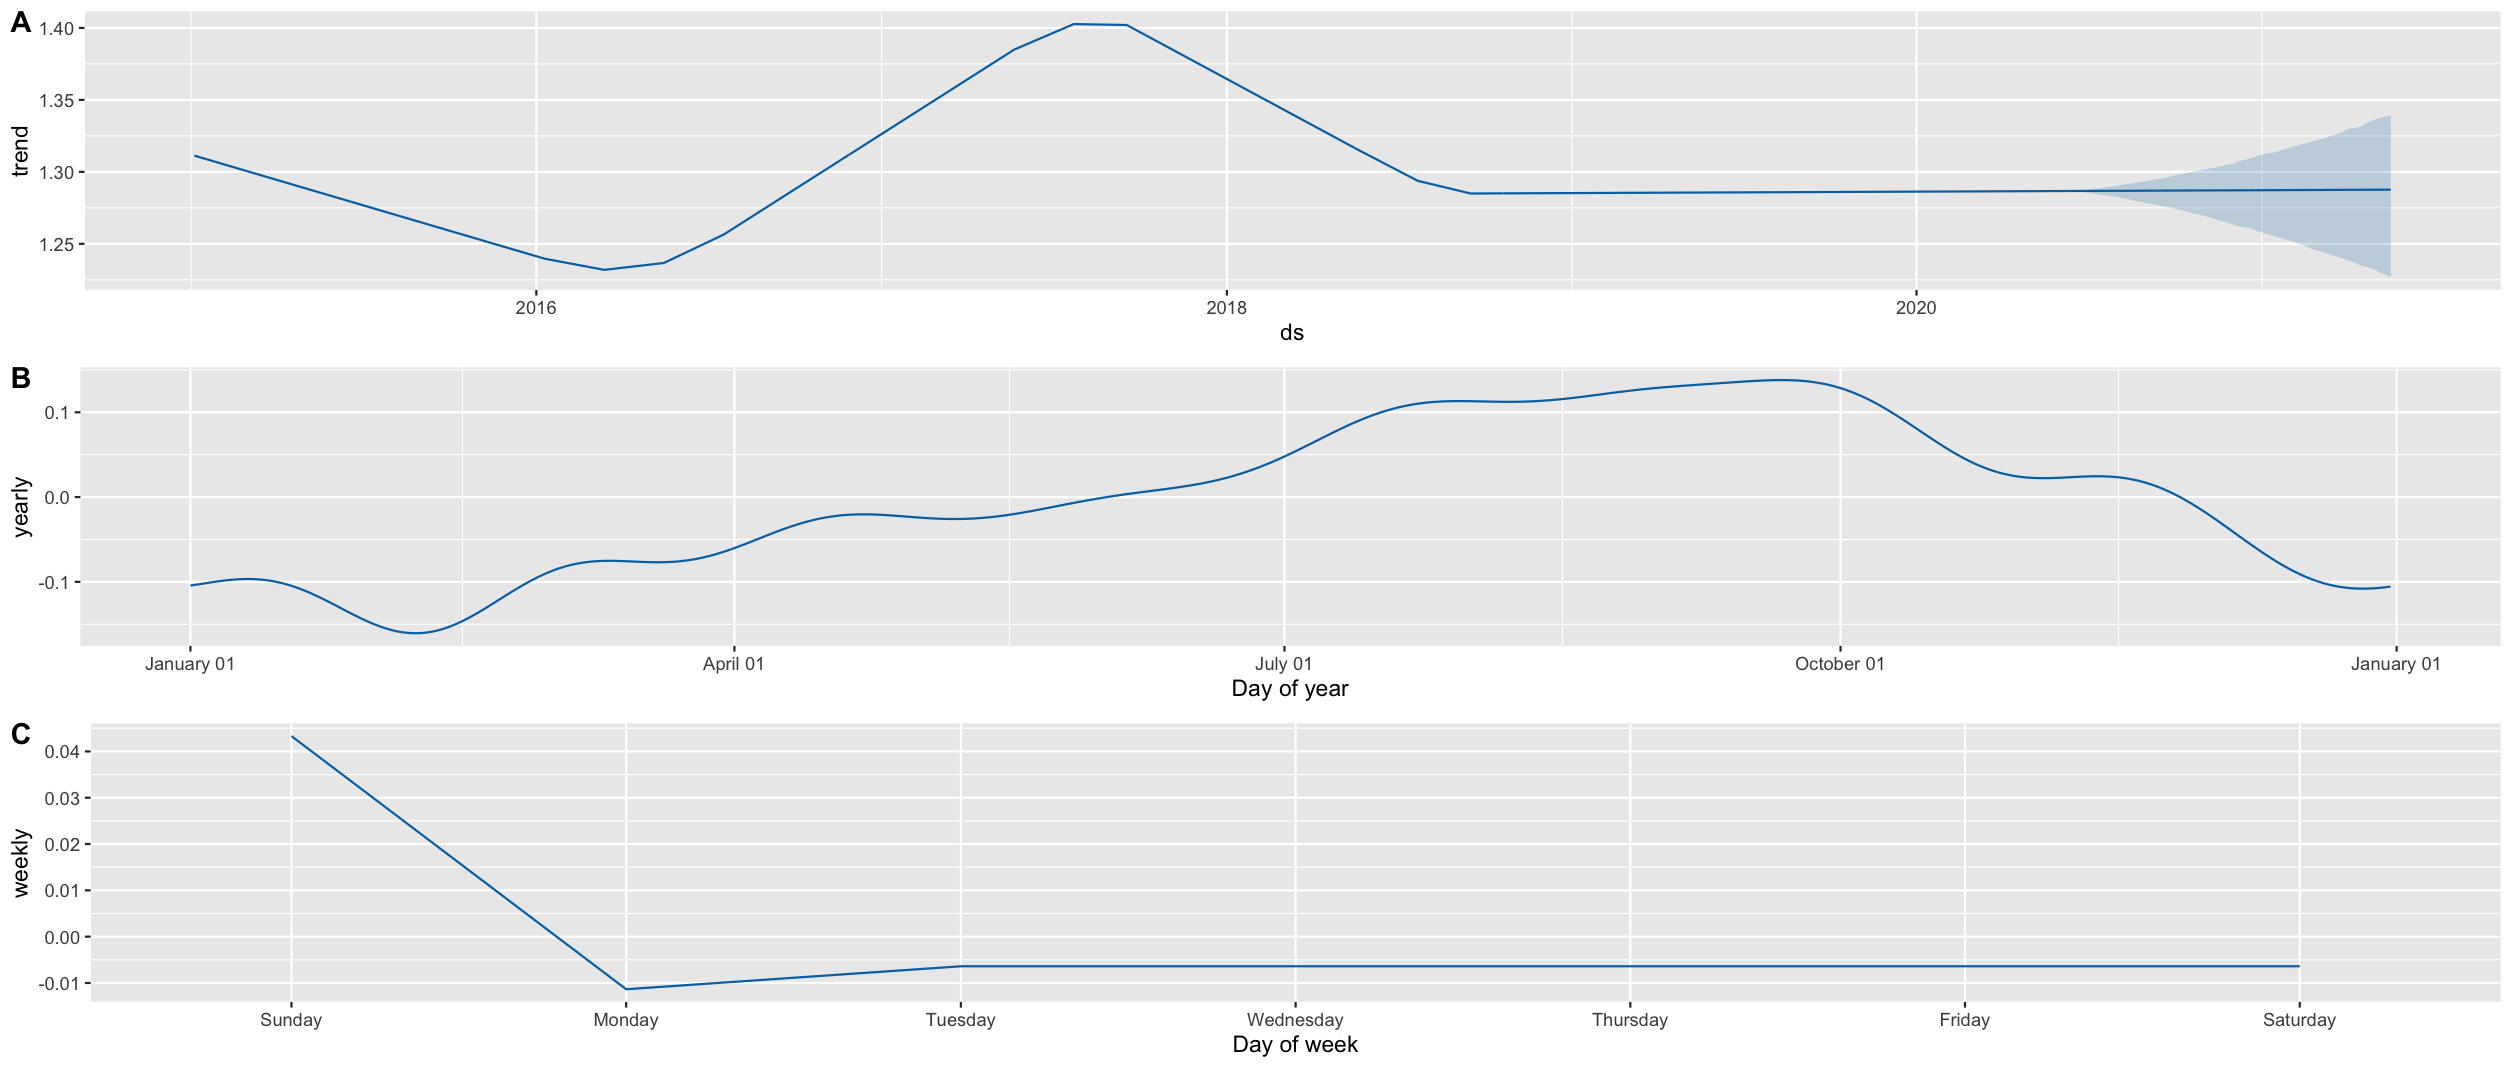 A
1.40
1.35
1.30
1.25
trend
2016 2018 2020
ds
B
0.1
0.0
-0.1
yearly
January 01 April 01 July 01 October 01 January 01
Day of year
C
0.04
0.03
0.02
0.01
0.00
-0.01
weekly
Sunday Monday Tuesday Wednesday Thursday Friday Saturday
Day of week